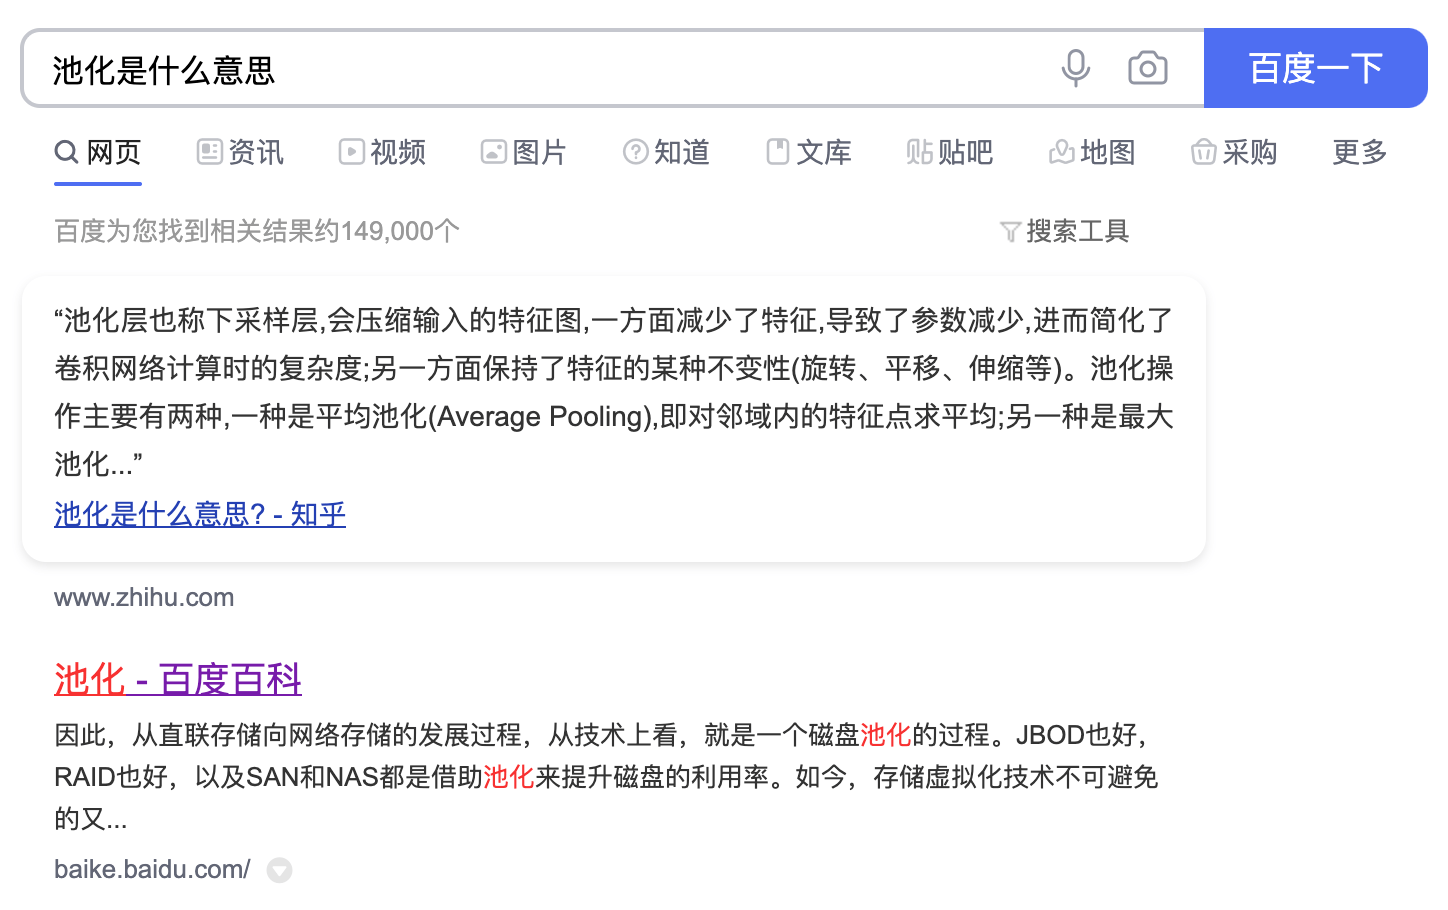 池化是什么意思
百度一下
网页 资讯 视频 图片 知道 文库 贴吧 地图 采购 更多
百度为您找到相关结果约149,000个
搜索工具
“池化层也称下采样层,会压缩输入的特征图,一方面减少了特征,导致了参数减少,进而简化了
卷积网络计算时的复杂度;另一方面保持了特征的某种不变性(旋转、平移、伸缩等)。池化操
作主要有两种,一种是平均池化(Average Pooling),即对邻域内的特征点求平均;另一种是最大
池化...”
池化是什么意思? - 知乎
www.zhihu.com
池化 - 百度百科
因此，从直联存储向网络存储的发展过程，从技术上看，就是一个磁盘池化的过程。JBOD也好，
RAID也好，以及SAN和NAS都是借助池化来提升磁盘的利用率。如今，存储虚拟化技术不可避免
的又...
baike.baidu.com/